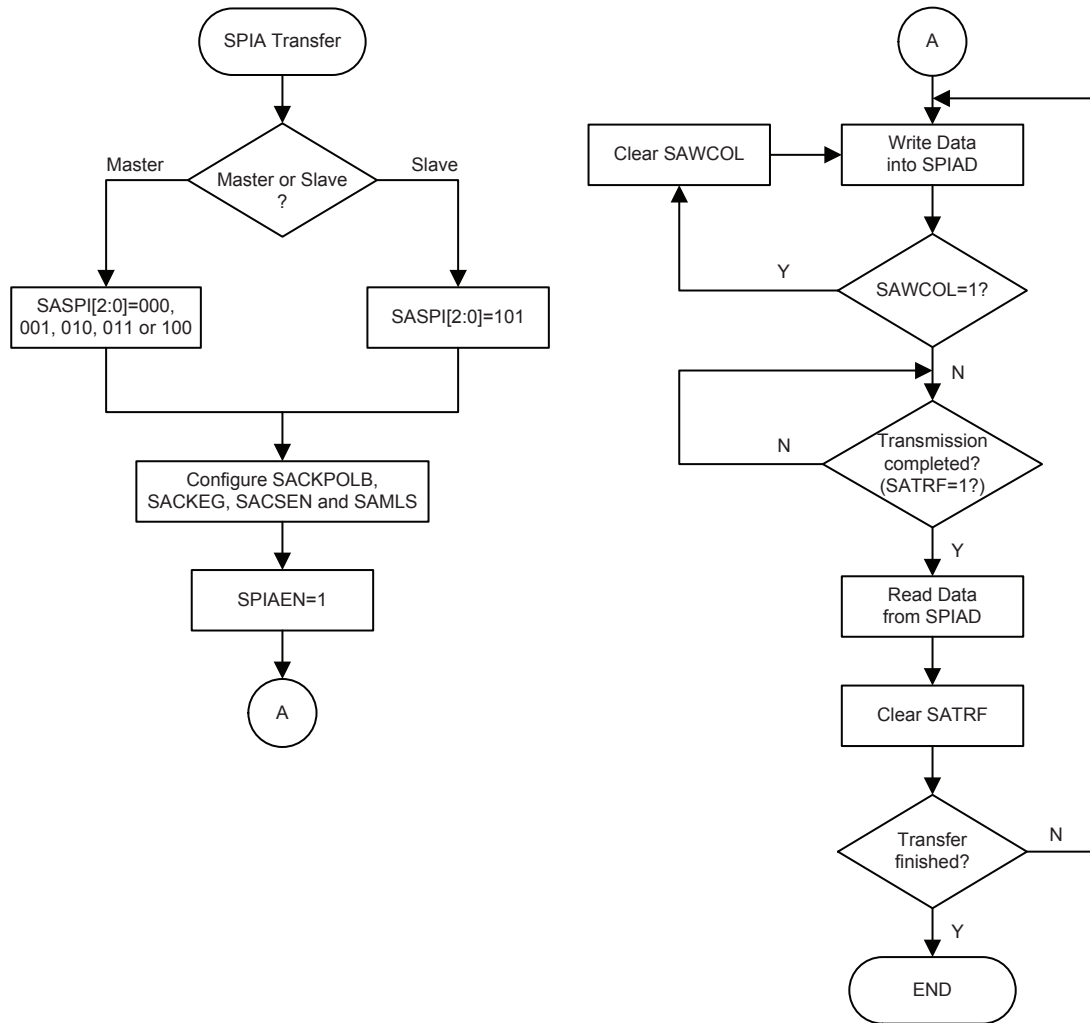 SPIA Transfer
Master
Slave
Master or Slave
?
SASPI[2:0]=000,
001, 010, 011 or 100
SASPI[2:0]=101
Configure SACKPOLB,
SACKEG, SACSEN and SAMLS
SPIAEN=1
A
A
Clear SAWCOL
Write Data
into SPIAD
Y
SAWCOL=1?
N
N
Transmission
completed?
(SATRF=1?)
Y
Read Data
from SPIAD
Clear SATRF
Transfer
finished?
N
Y
END